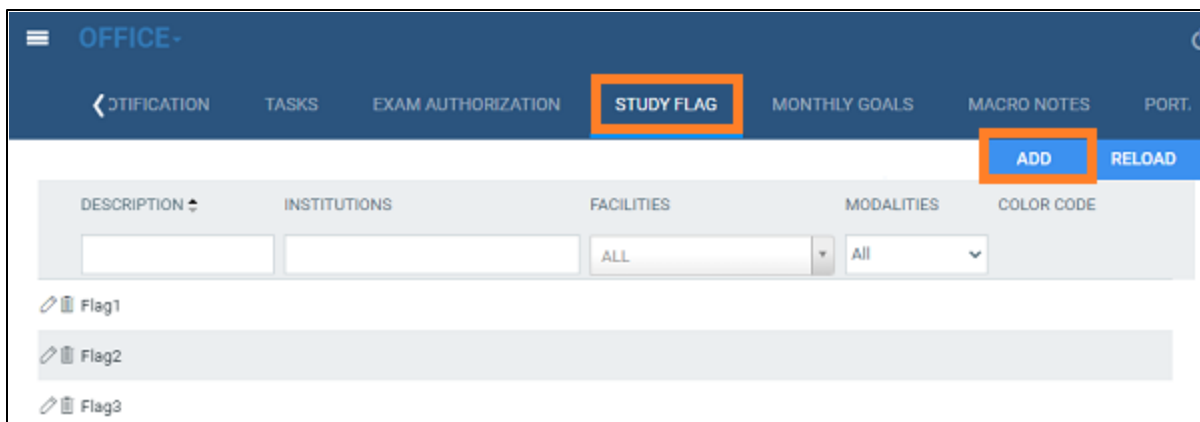 OFFICE
OTIFICATION TASKS EXAM AUTHORIZATION STUDY FLAG MONTHLY GOALS MACRO NOTES PORT.
ADD RELOAD
DESCRIPTION INSTITUTIONS FACILITIES MODALITIES COLOR CODE
ALL All
Flag1
Flag2
Flag3